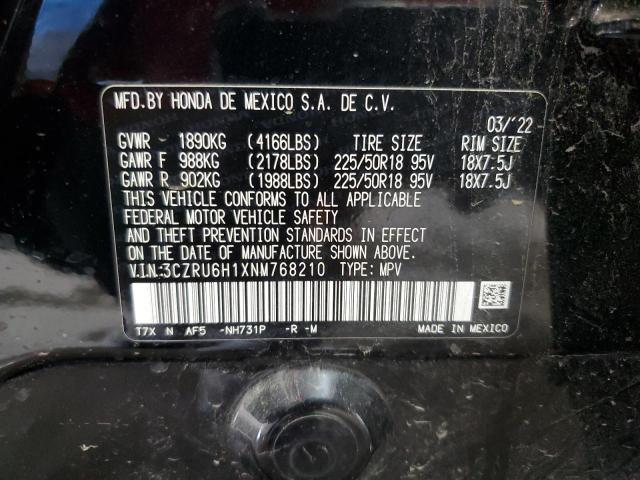 MFD.BY HONDA DE MEXICO S.A. DE C.V.
03/'22
GVWR 1890KG (4166LBS) TIRE SIZE RIM SIZE
GAWR F 988KG (2178LBS) 225/50R18 95V 18X7.5J
GAWR R 902KG (1988LBS) 225/50R18 95V 18X7.5J
THIS VEHICLE CONFORMS TO ALL APPLICABLE
FEDERAL MOTOR VEHICLE SAFETY
AND THEFT PREVENTION STANDARDS IN EFFECT
ON THE DATE OF MANUFACTURE SHOWN ABOVE.
V.I.N:3CZRU6H1XNM768210 TYPE: MPV
T7X N AF5 -NH731P -R -M MADE IN MEXICO